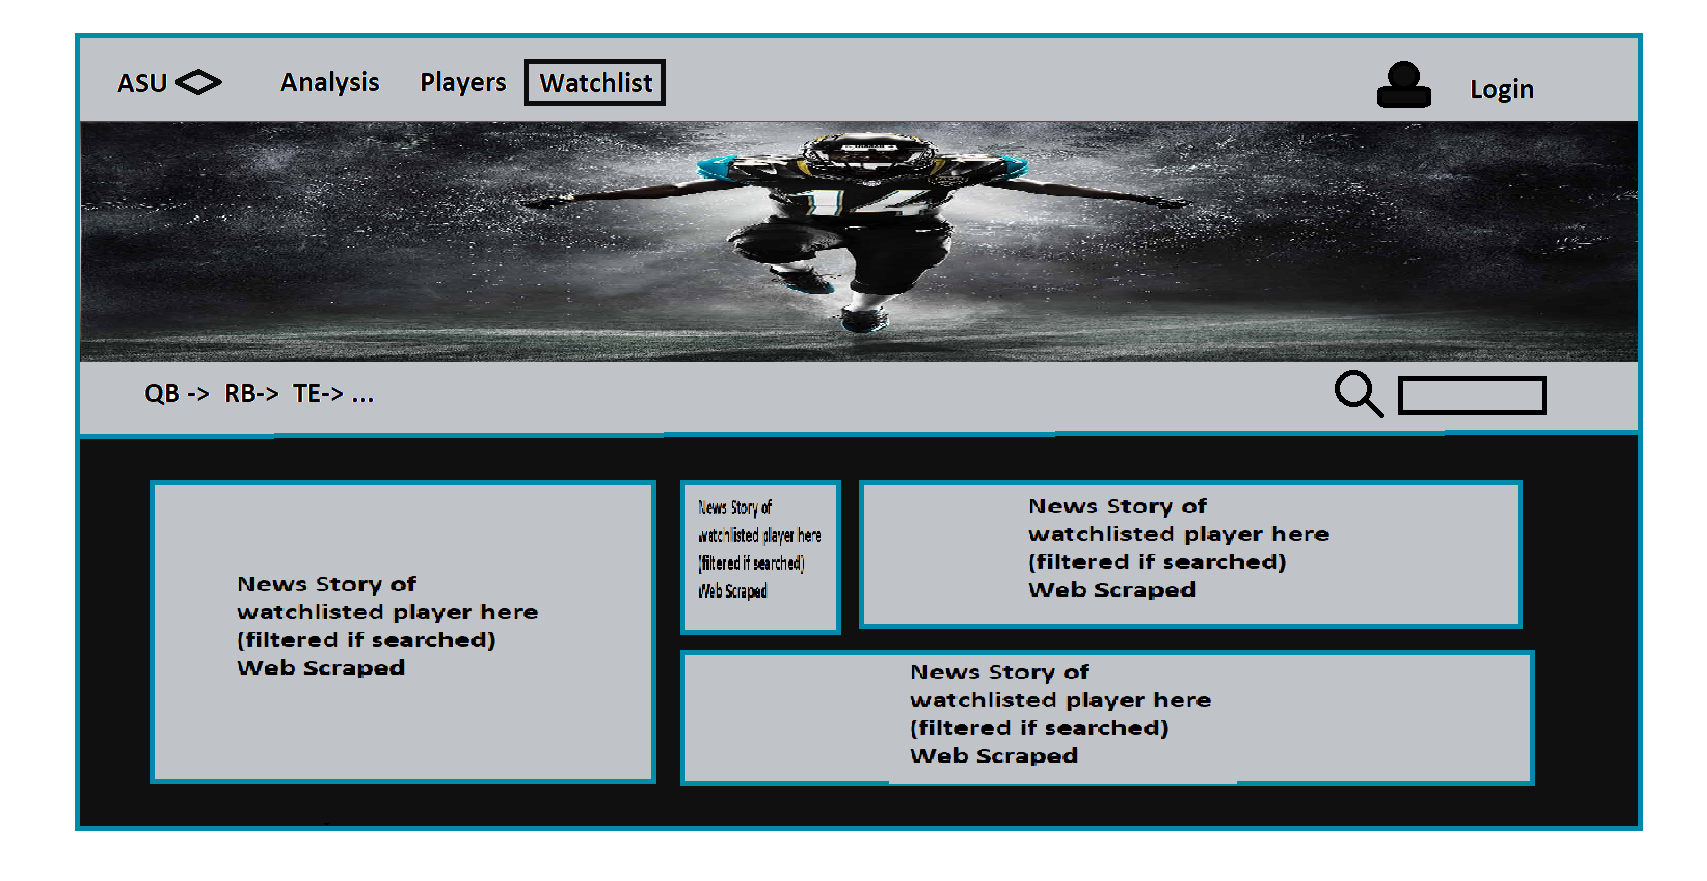 ASU
Analysis
Players
Watchlist
Login
14
QB -> RB-> TE-> ...
News Story of
watchlisted player here
(filtered if searched)
Web Scraped
News Story of
watchlisted player here
(filtered if searched)
Web Scraped
News Story of
watchlisted player here
(filtered if searched)
Web Scraped
News Story of
watchlisted player here
(filtered if searched)
Web Scraped